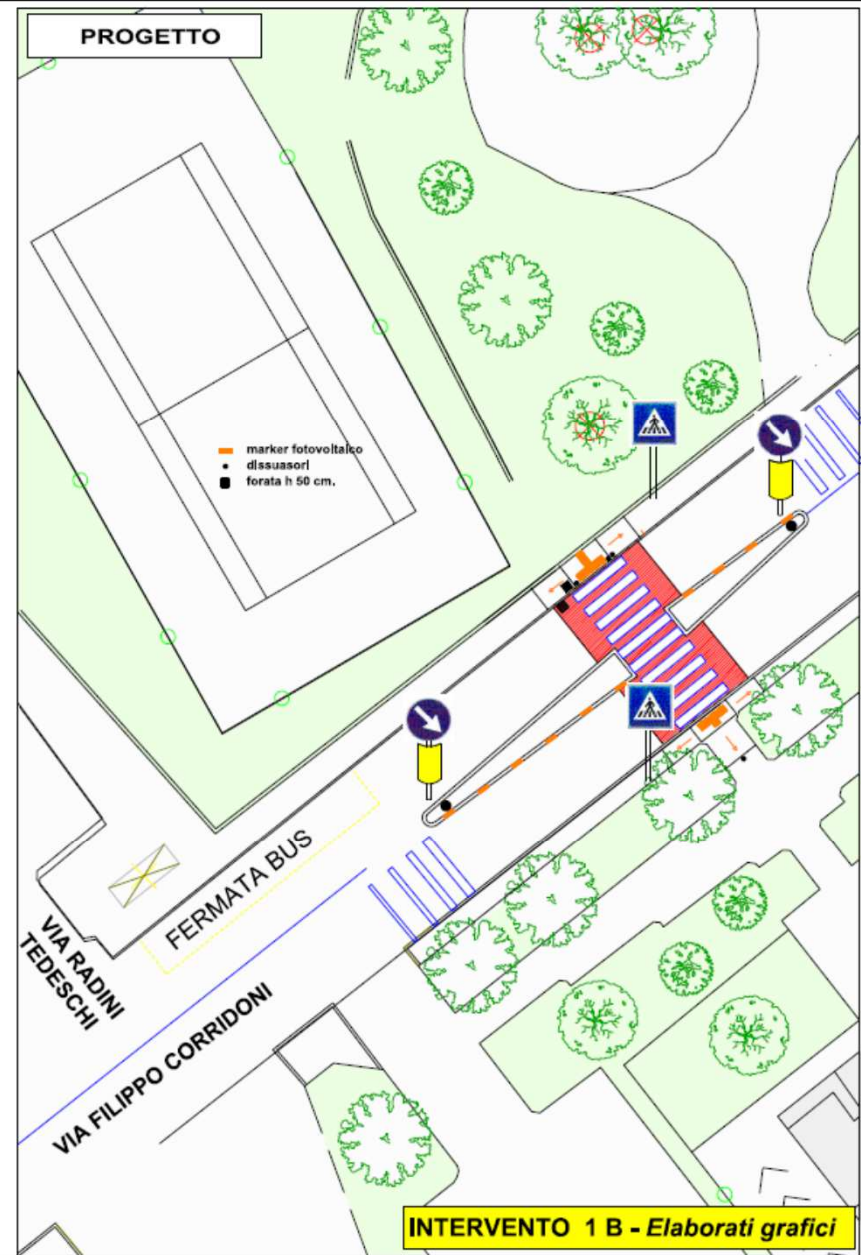 PROGETTO
marker fotovoltaico
dissuasori
forata h 50 cm.
FERMATA BUS
VIA RADINI
TEDESCHI
VIA FILIPPO CORRIDONI
INTERVENTO 1 B - Elaborati grafici